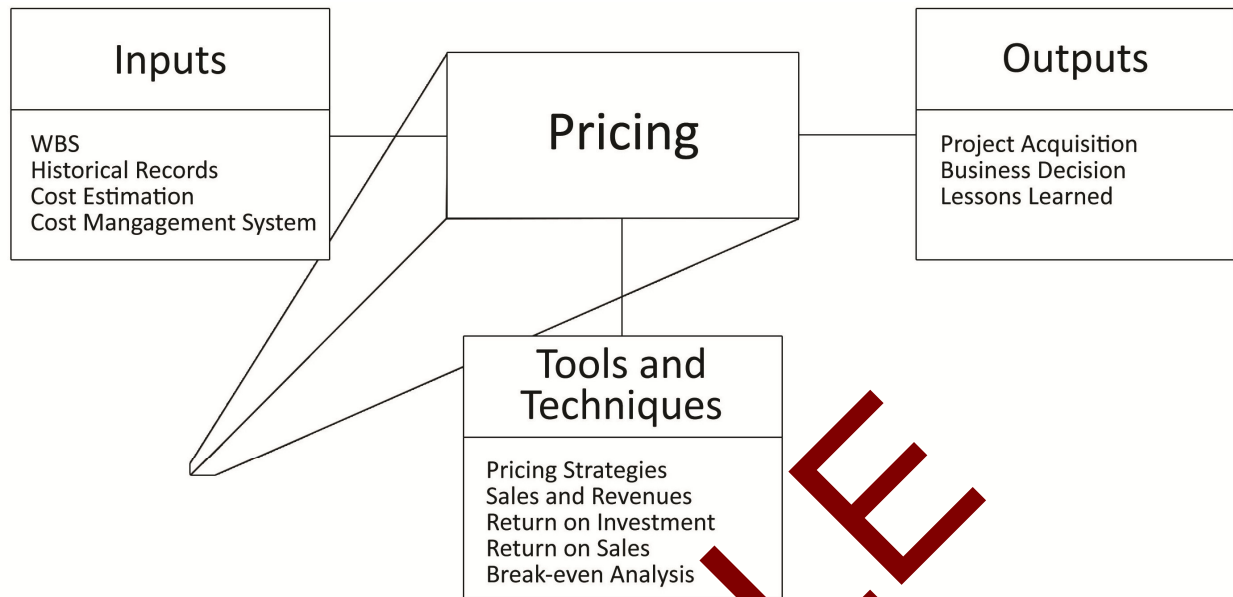 Inputs
WBS
Historical Records
Cost Estimation
Cost Mangagement System
Pricing
Outputs
Project Acquisition
Business Decision
Lessons Learned
Tools and
Techniques
Pricing Strategies
Sales and Revenues
Return on Investment
Return on Sales
Break-even Analysis